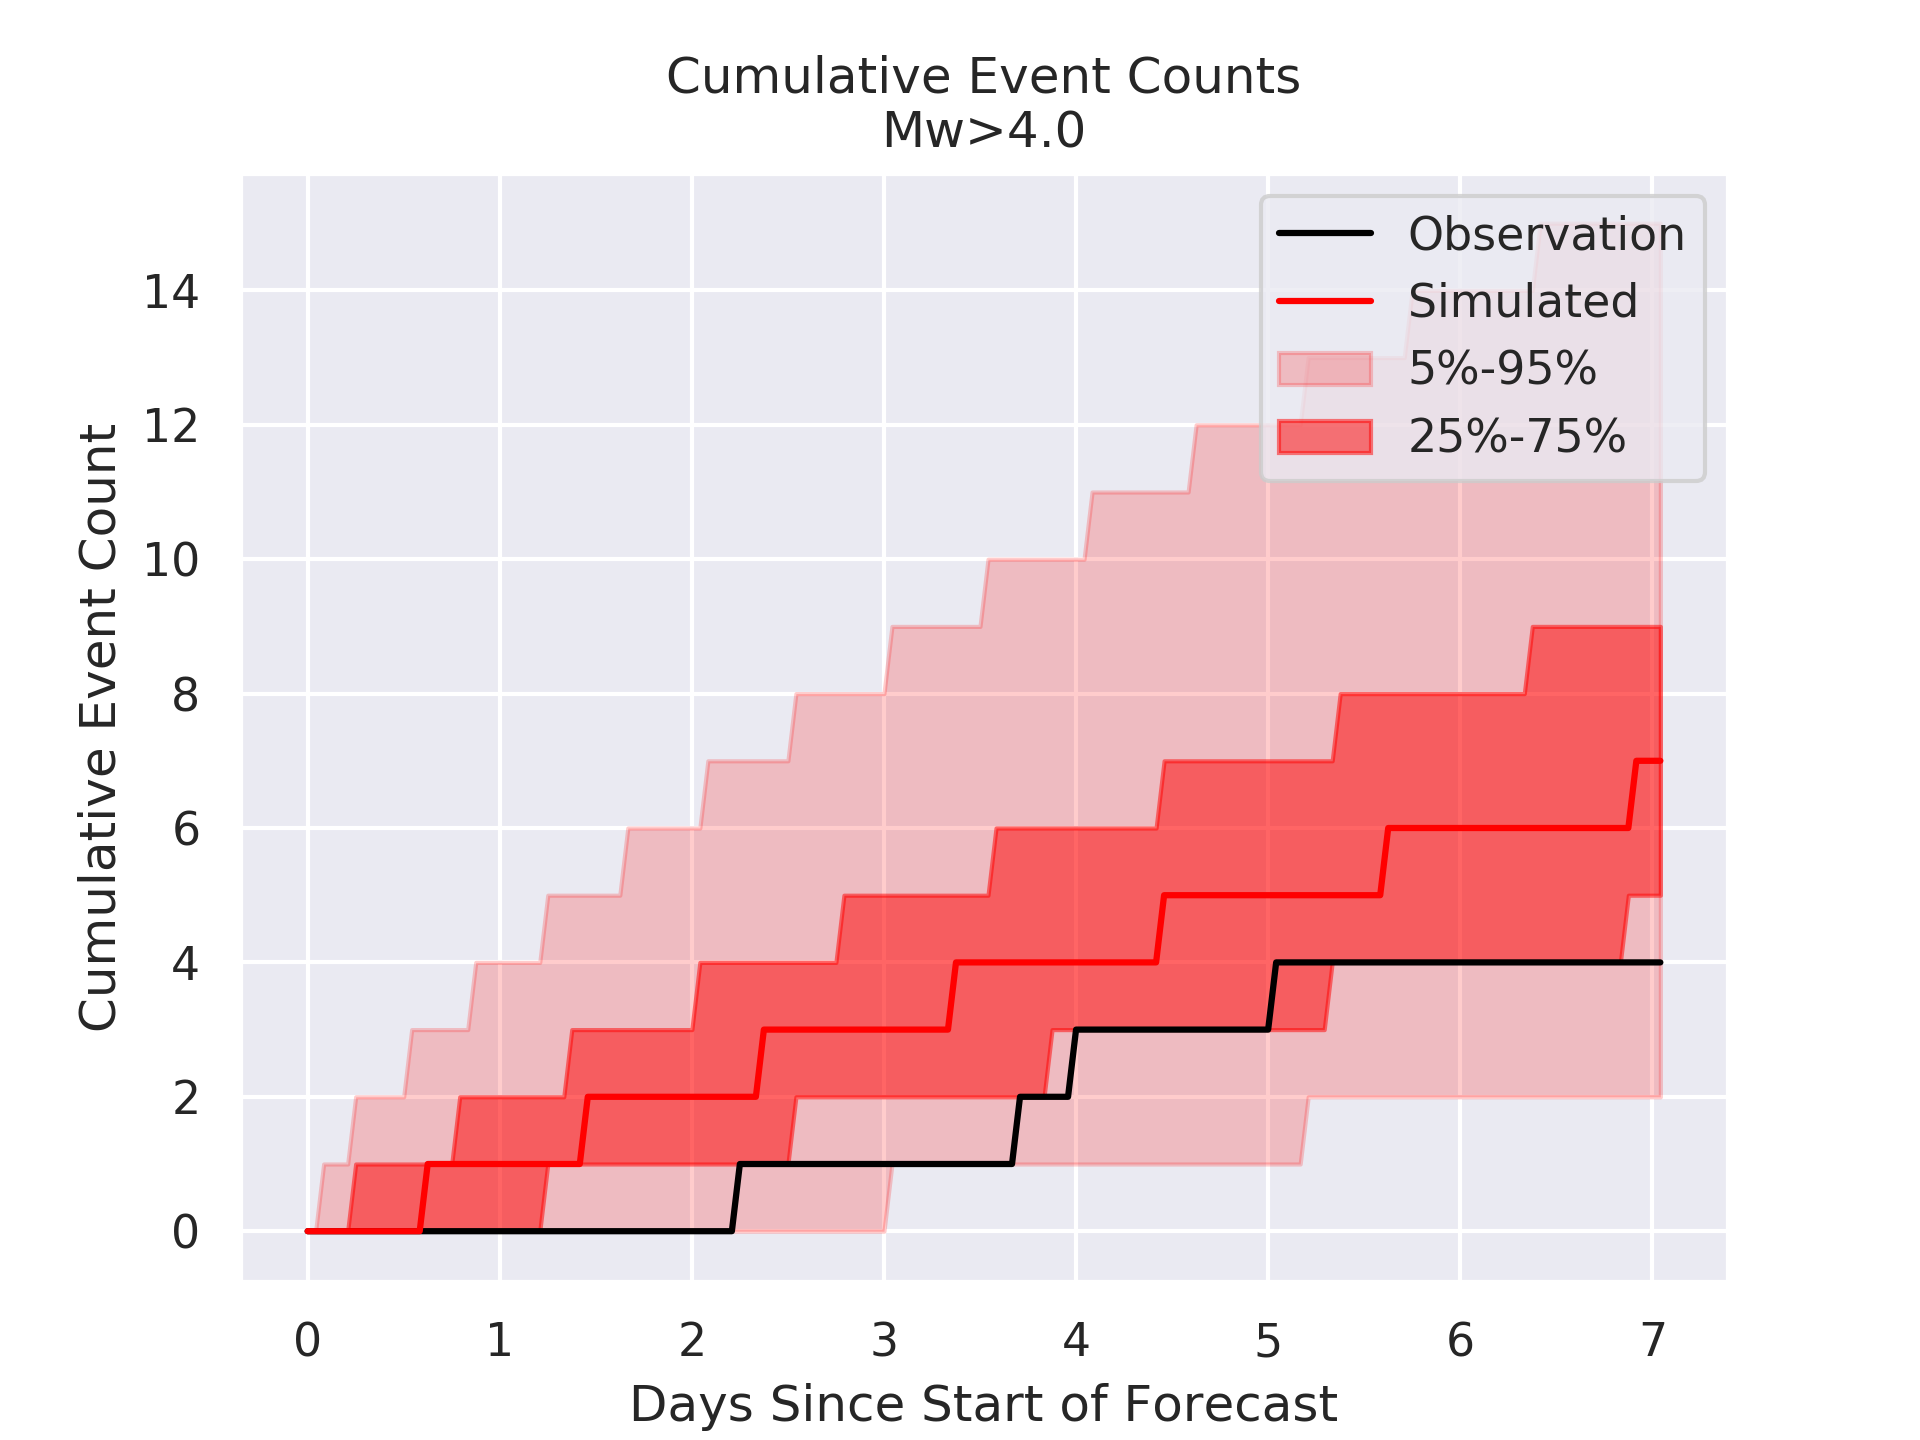 Cumulative Event Counts
Mw>4.0
Observation
Simulated
5%-95%
25%-75%
Cumulative Event Count
14
12
10
8
6
4
2
0
0 1 2 3 4 5 6 7
Days Since Start of Forecast